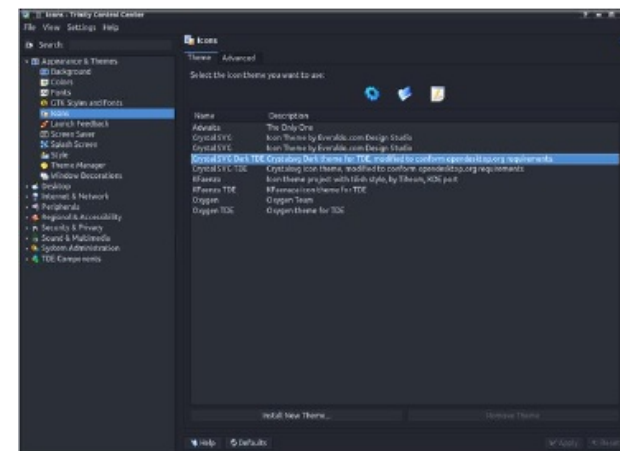 Icons - Trinity Control Center
File View Settings Help
Search:
Appearance & Themes
Background
Colors
Fonts
GTK Styles and Fonts
Icons
Launch Feedback
Screen Saver
Splash Screen
Style
Theme Manager
Window Decorations
Desktop
Internet & Network
Peripherals
Regional & Accessibility
Security & Privacy
Sound & Multimedia
System Administration
TDE Components
Icons
Theme Advanced
Select the icon theme you want to use:
Name Description
Adwaita The Only One
Crystal SVG Icon Theme by Everaldo.com Design Studio
Crystal SVG Icon Theme by Everaldo.com Design Studio
Crystal SVG Dark TDE Crystalsvg Dark theme for TDE, modified to conform opendesktop.org requirements
Crystal SVG TDE Crystalsvg icon theme, modified to conform opendesktop.org requirements
KFaenza Icon theme project with tilish style, by Tiheum, KDE port
KFaenza TDE KFaenza icon theme for TDE
Oxygen Oxygen Team
Oxygen TDE Oxygen theme for TDE
Install New Theme... Remove Theme
Help Defaults Apply Reset